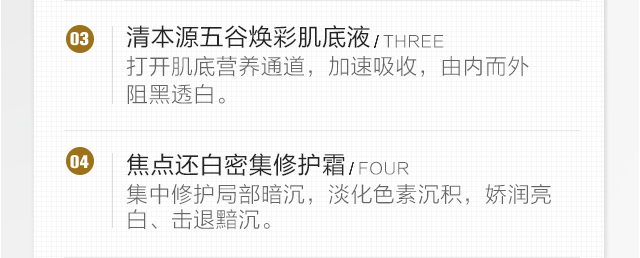 03 清本源五谷焕彩肌底液/THREE
打开肌底营养通道，加速吸收，由内而外
阻黑透白。
04 焦点还白密集修护霜/FOUR
集中修护局部暗沉，淡化色素沉积，娇润亮
白、击退黯沉。